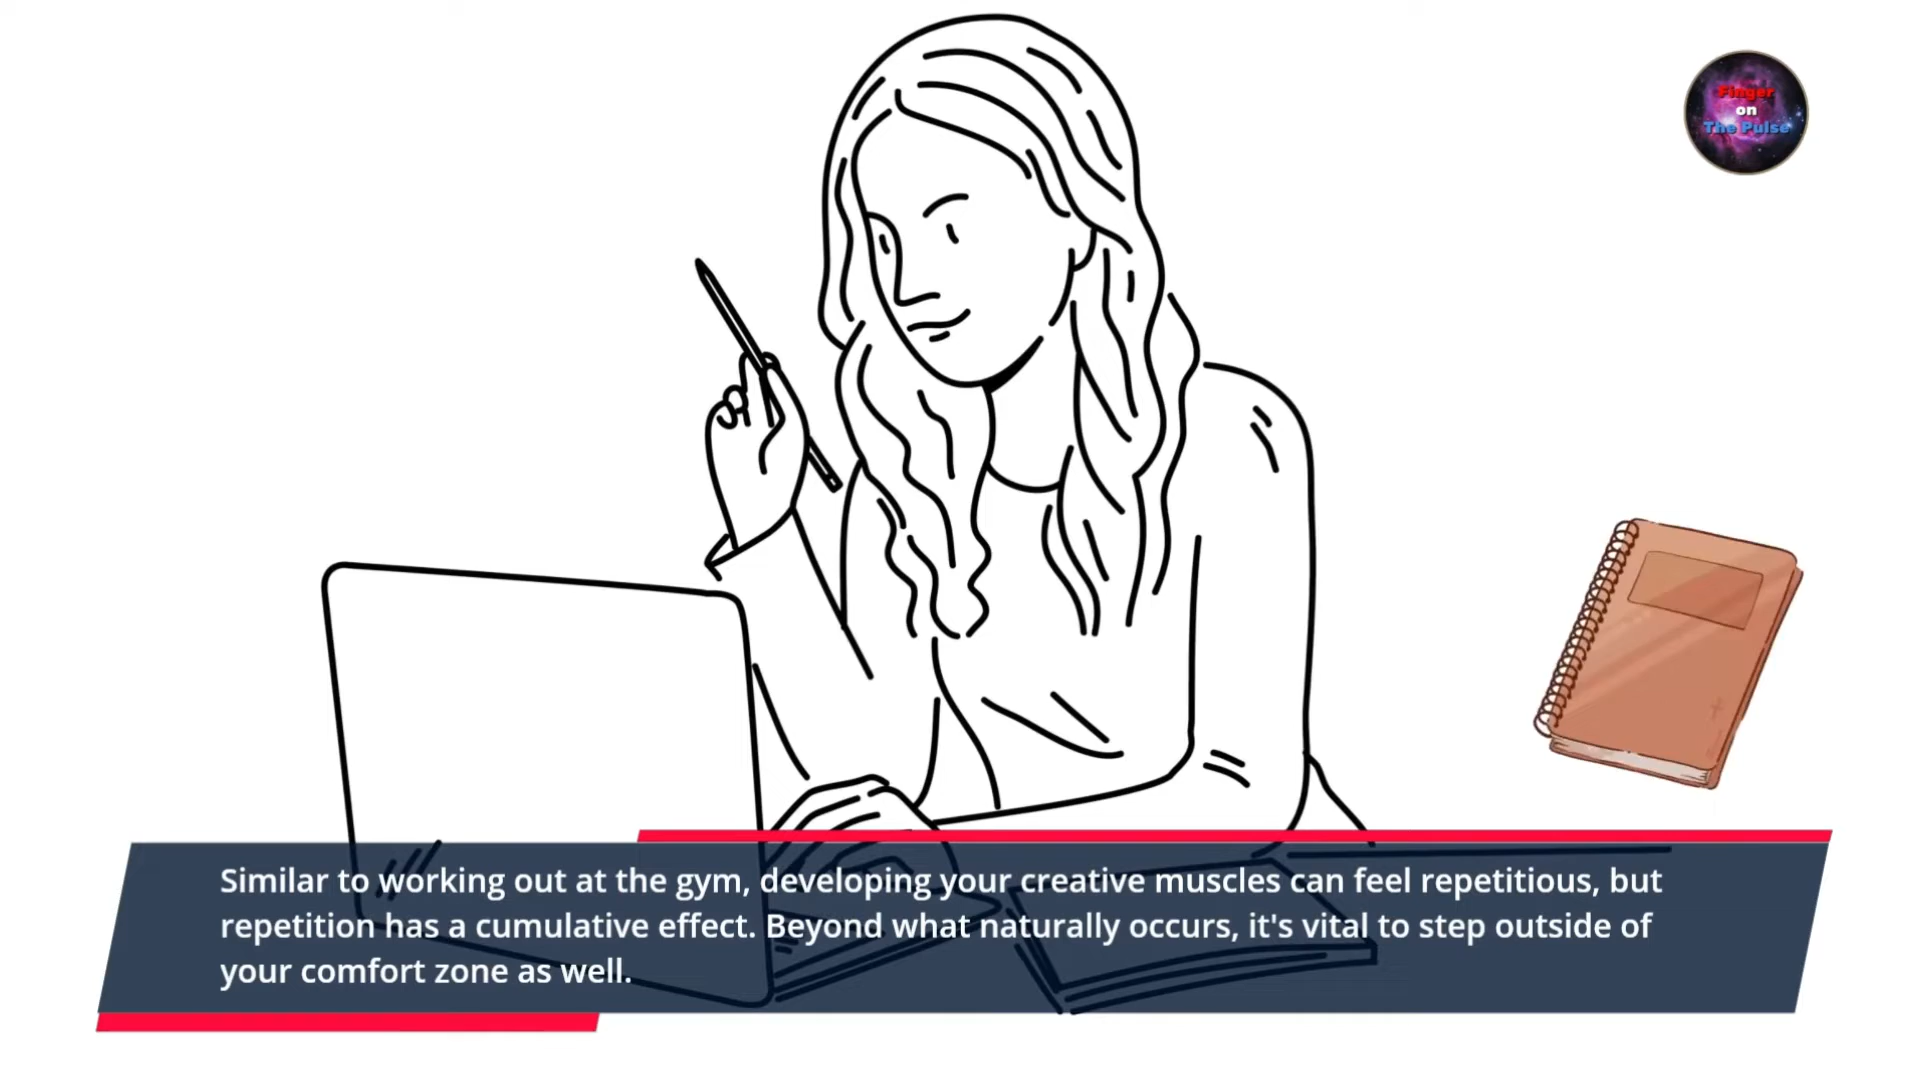 Finger
on
The Pulse
Similar to working out at the gym, developing your creative muscles can feel repetitious, but
repetition has a cumulative effect. Beyond what naturally occurs, it's vital to step outside of
your comfort zone as well.